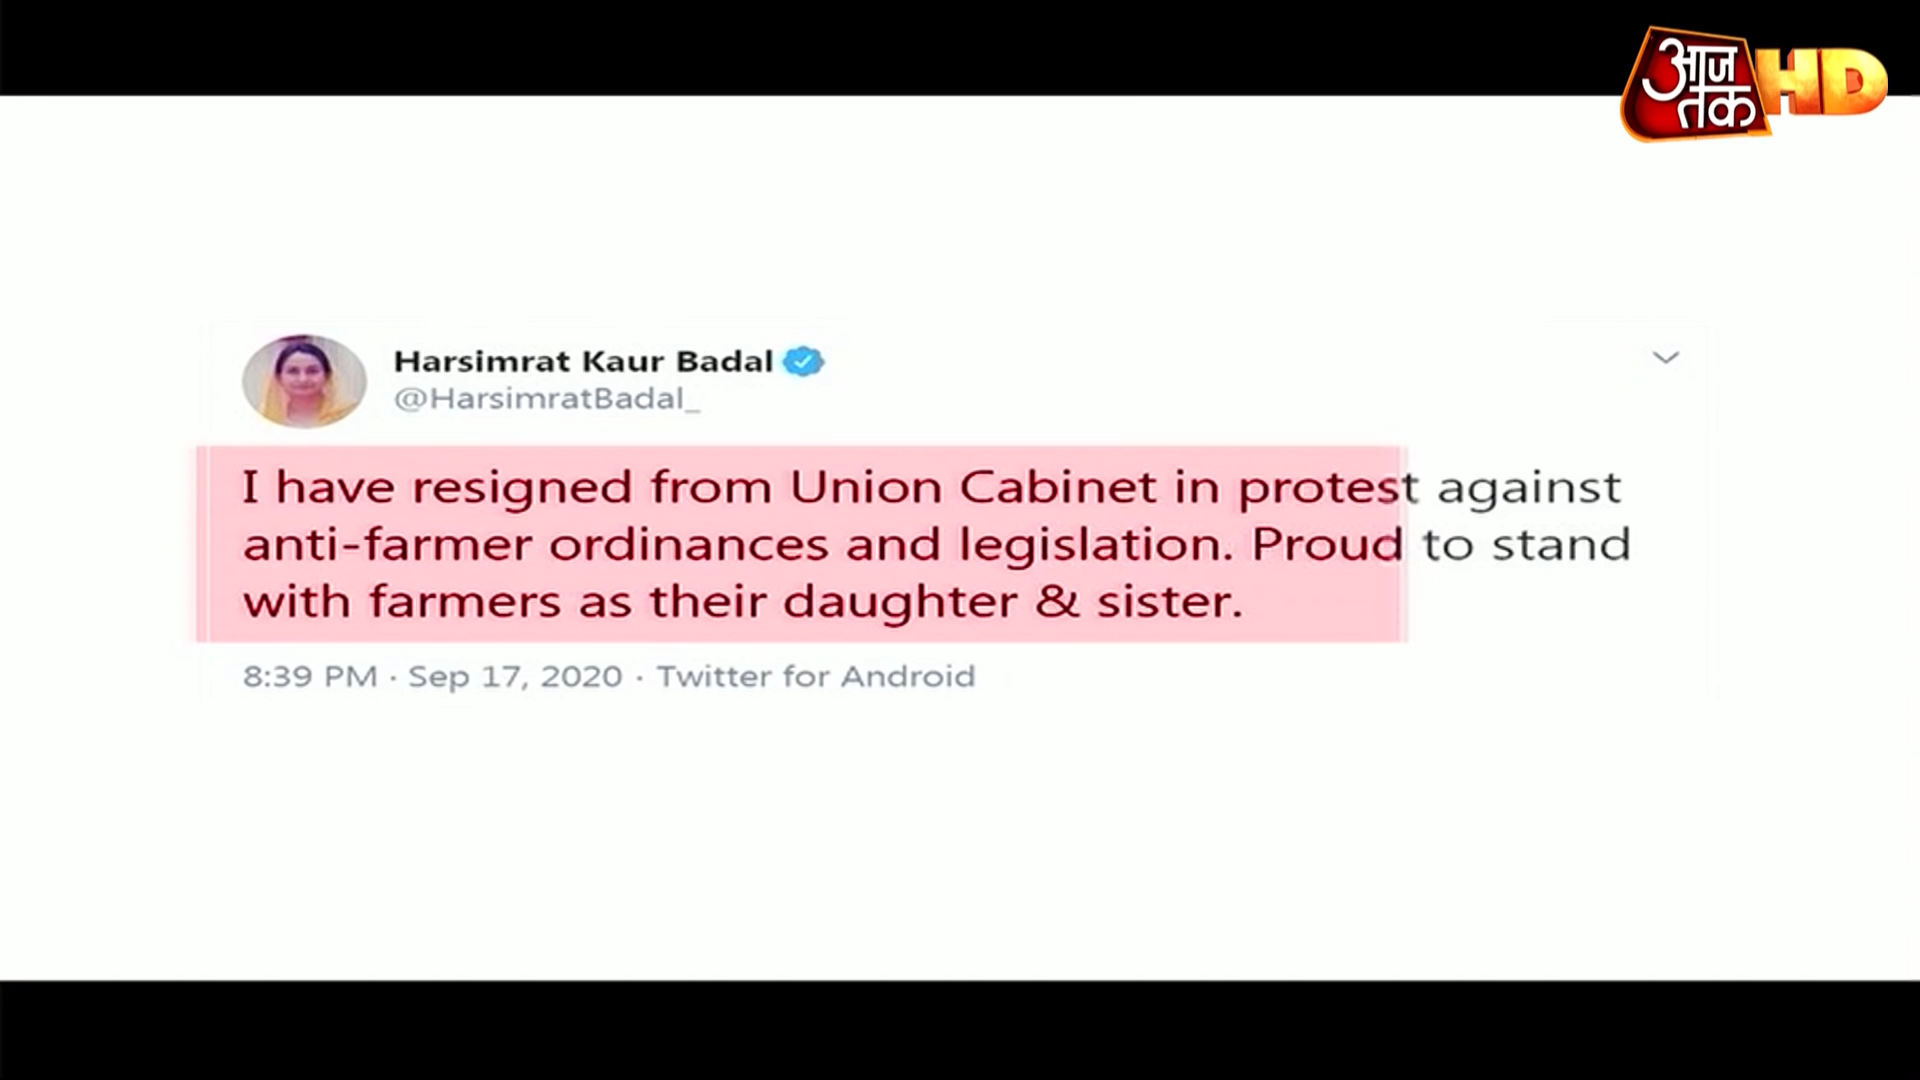 आज
तक HD
Harsimrat Kaur Badal
@HarsimratBadal_
I have resigned from Union Cabinet in protest against
anti-farmer ordinances and legislation. Proud to stand
with farmers as their daughter & sister.
8:39 PM · Sep 17, 2020 · Twitter for Android